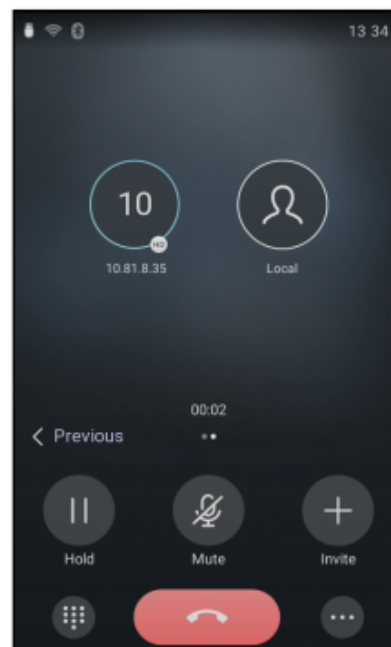 13 34
10
HD
10.81.8.35
Local
00:02
Previous
Hold
Mute
Invite